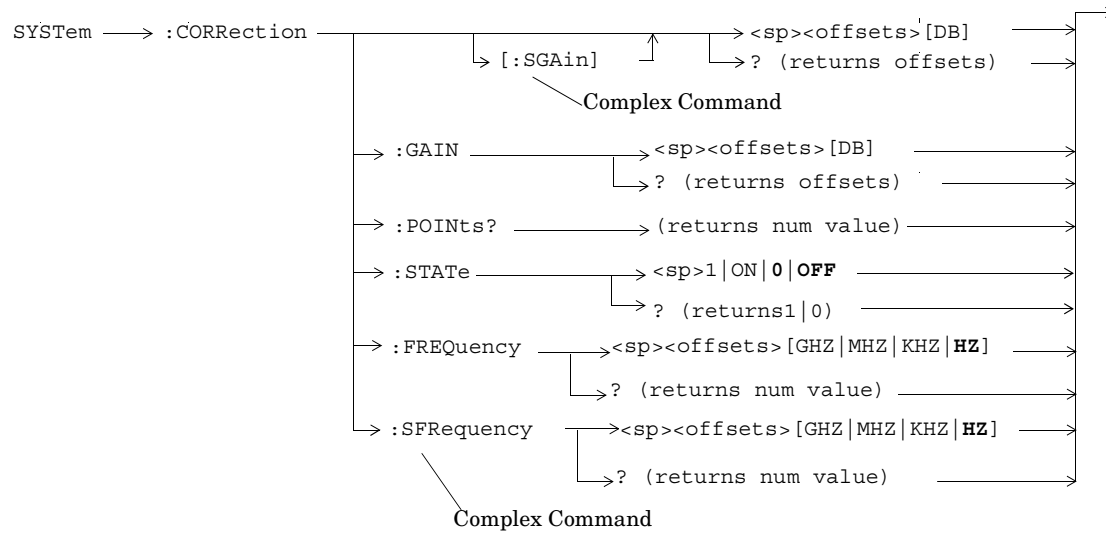 SYSTem :CORRection <sp><offsets>[DB]
[:SGAin] ? (returns offsets)
Complex Command
:GAIN <sp><offsets>[DB]
? (returns offsets)
:POINts? (returns num value)
:STATe <sp>1|ON|0|OFF
? (returns1|0)
:FREQuency <sp><offsets>[GHZ|MHZ|KHZ|HZ]
? (returns num value)
:SFRequency <sp><offsets>[GHZ|MHZ|KHZ|HZ]
? (returns num value)
Complex Command